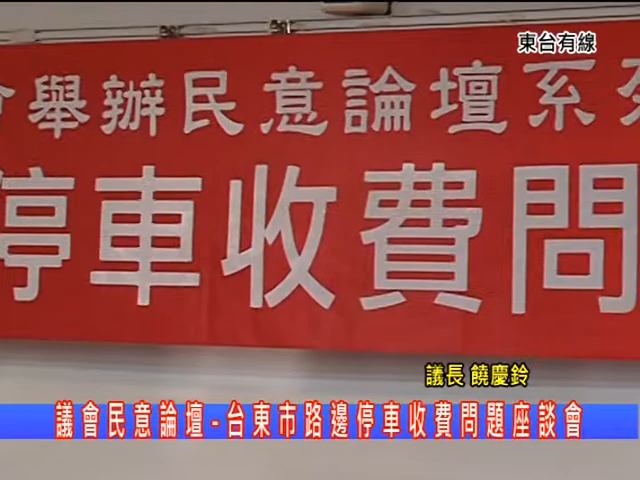 東台有線
會舉辦民意論壇系列
停車收費問
議長 饒慶鈴
議會民意論壇-台東市路邊停車收費問題座談會